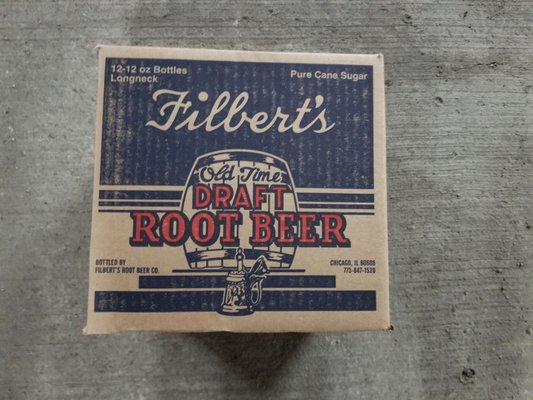 12-12 oz Bottles
Longneck
Pure Cane Sugar
Filbert's
Old Time
DRAFT
ROOT BEER
BOTTLED BY
FILBERT'S ROOT BEER CO.
CHICAGO, IL 60608
773-847-1520